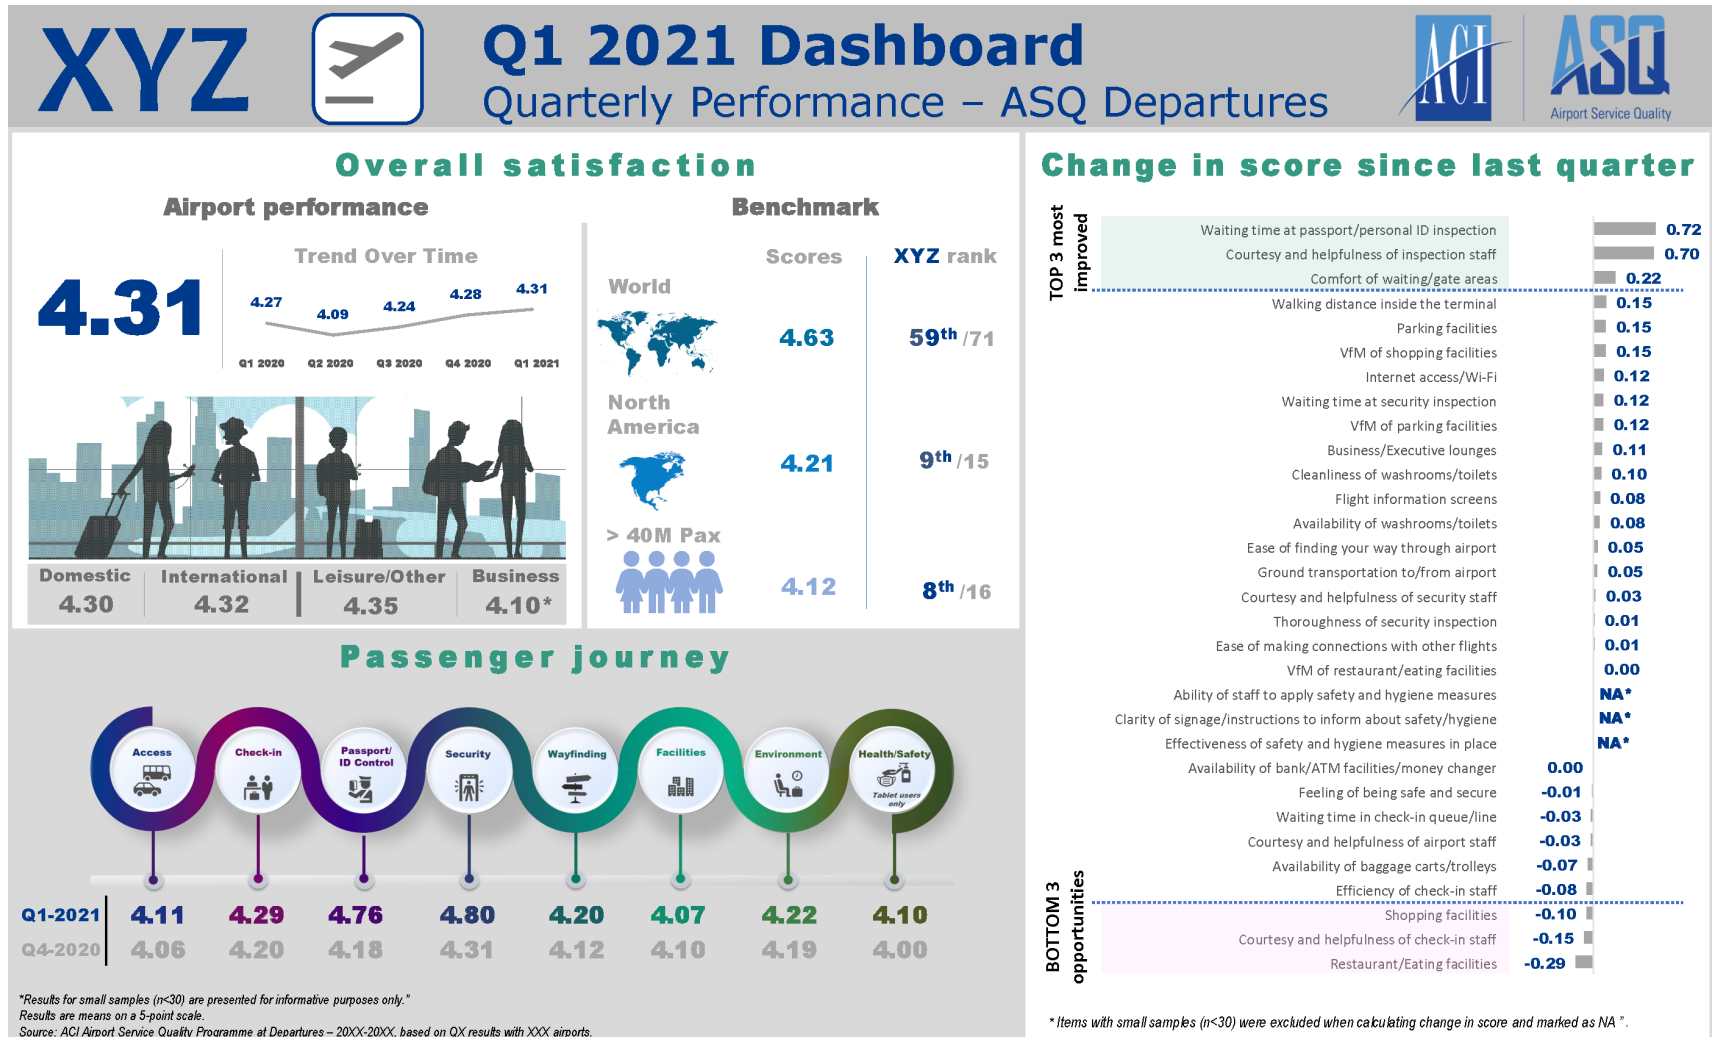 XYZ
Q1 2021 Dashboard
Quarterly Performance – ASQ Departures
ACI
ASQ
Airport Service Quality
Overall satisfaction
Airport performance
4.31
Trend Over Time
4.27
4.09
4.24
4.28
4.31
Q1 2020
Q2 2020
Q3 2020
Q4 2020
Q1 2021
Domestic
4.30
International
4.32
Leisure/Other
4.35
Business
4.10*
Benchmark
Scores
XYZ rank
World
4.63
59th /71
North
America
4.21
9th /15
> 40M Pax
4.12
8th /16
Passenger journey
Access
Check-in
Passport/
ID Control
Security
Wayfinding
Facilities
Environment
Health/Safety
Tablet users
only
Q1-2021 4.11 4.29 4.76 4.80 4.20 4.07 4.22 4.10
Q4-2020 4.06 4.20 4.18 4.31 4.12 4.10 4.19 4.00
*Results for small samples (n<30) are presented for informative purposes only."
Results are means on a 5-point scale.
Source: ACI Airport Service Quality Programme at Departures – 20XX-20XX, based on QX results with XXX airports.
Change in score since last quarter
TOP 3 most
improved
Waiting time at passport/personal ID inspection 0.72
Courtesy and helpfulness of inspection staff 0.70
Comfort of waiting/gate areas 0.22
Walking distance inside the terminal 0.15
Parking facilities 0.15
VfM of shopping facilities 0.15
Internet access/Wi-Fi 0.12
Waiting time at security inspection 0.12
VfM of parking facilities 0.12
Business/Executive lounges 0.11
Cleanliness of washrooms/toilets 0.10
Flight information screens 0.08
Availability of washrooms/toilets 0.08
Ease of finding your way through airport 0.05
Ground transportation to/from airport 0.05
Courtesy and helpfulness of security staff 0.03
Thoroughness of security inspection 0.01
Ease of making connections with other flights 0.01
VfM of restaurant/eating facilities 0.00
Ability of staff to apply safety and hygiene measures NA*
Clarity of signage/instructions to inform about safety/hygiene NA*
Effectiveness of safety and hygiene measures in place NA*
Availability of bank/ATM facilities/money changer 0.00
Feeling of being safe and secure -0.01
Waiting time in check-in queue/line -0.03
Courtesy and helpfulness of airport staff -0.03
Availability of baggage carts/trolleys -0.07
Efficiency of check-in staff -0.08
BOTTOM 3
opportunities
Shopping facilities -0.10
Courtesy and helpfulness of check-in staff -0.15
Restaurant/Eating facilities -0.29
* Items with small samples (n<30) were excluded when calculating change in score and marked as NA ".